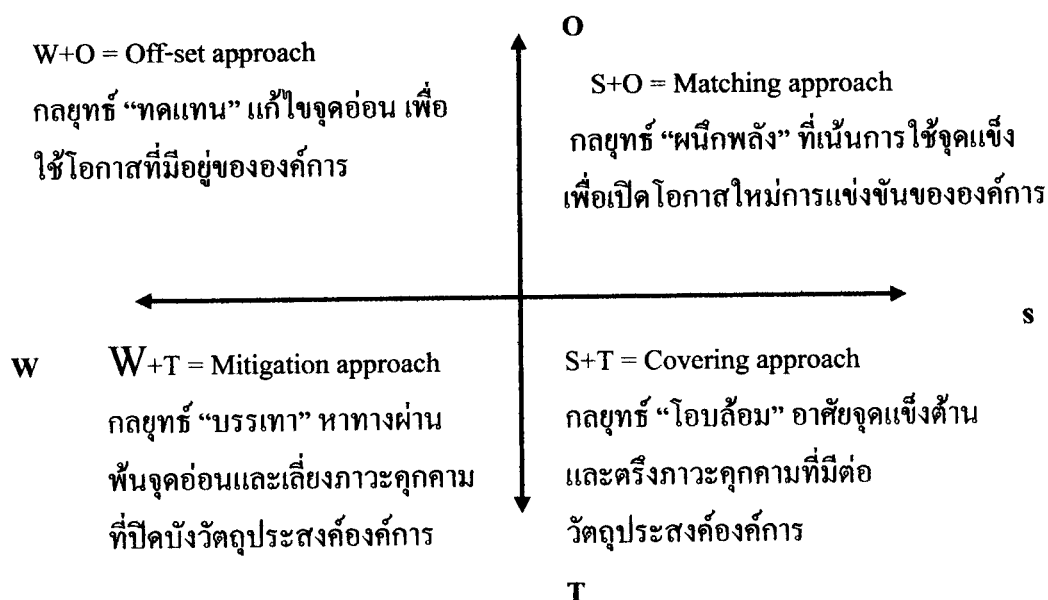 O
W+O = Off-set approach
กลยุทธ์ “ทดแทน” แก้ไขจุดอ่อน เพื่อ
ใช้โอกาสที่มีอยู่ขององค์การ
S+O = Matching approach
กลยุทธ์ “ผนึกพลัง” ที่เน้นการใช้จุดแข็ง
เพื่อเปิดโอกาสใหม่การแข่งขันขององค์การ
S
W
W+T = Mitigation approach
กลยุทธ์ “บรรเทา” หาทางผ่าน
พ้นจุดอ่อนและเลี่ยงภาวะคุกคาม
ที่ปิดบังวัตถุประสงค์องค์การ
S+T = Covering approach
กลยุทธ์ “โอบล้อม” อาศัยจุดแข็งต้าน
และตรึงภาวะคุกคามที่มีต่อ
วัตถุประสงค์องค์การ
T